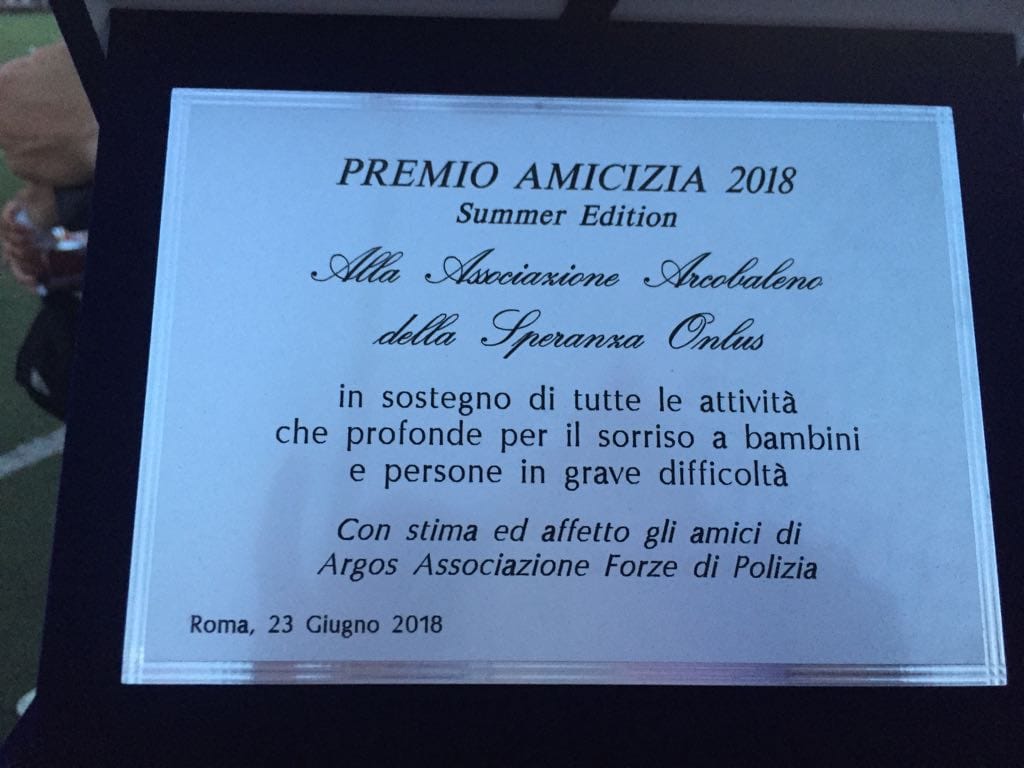 PREMIO AMICIZIA 2018
Summer Edition
Alla Associazione Arcobaleno
della Speranza Onlus
in sostegno di tutte le attività
che profonde per il sorriso a bambini
e persone in grave difficoltà
Con stima ed affetto gli amici di
Argos Associazione Forze di Polizia
Roma, 23 Giugno 2018